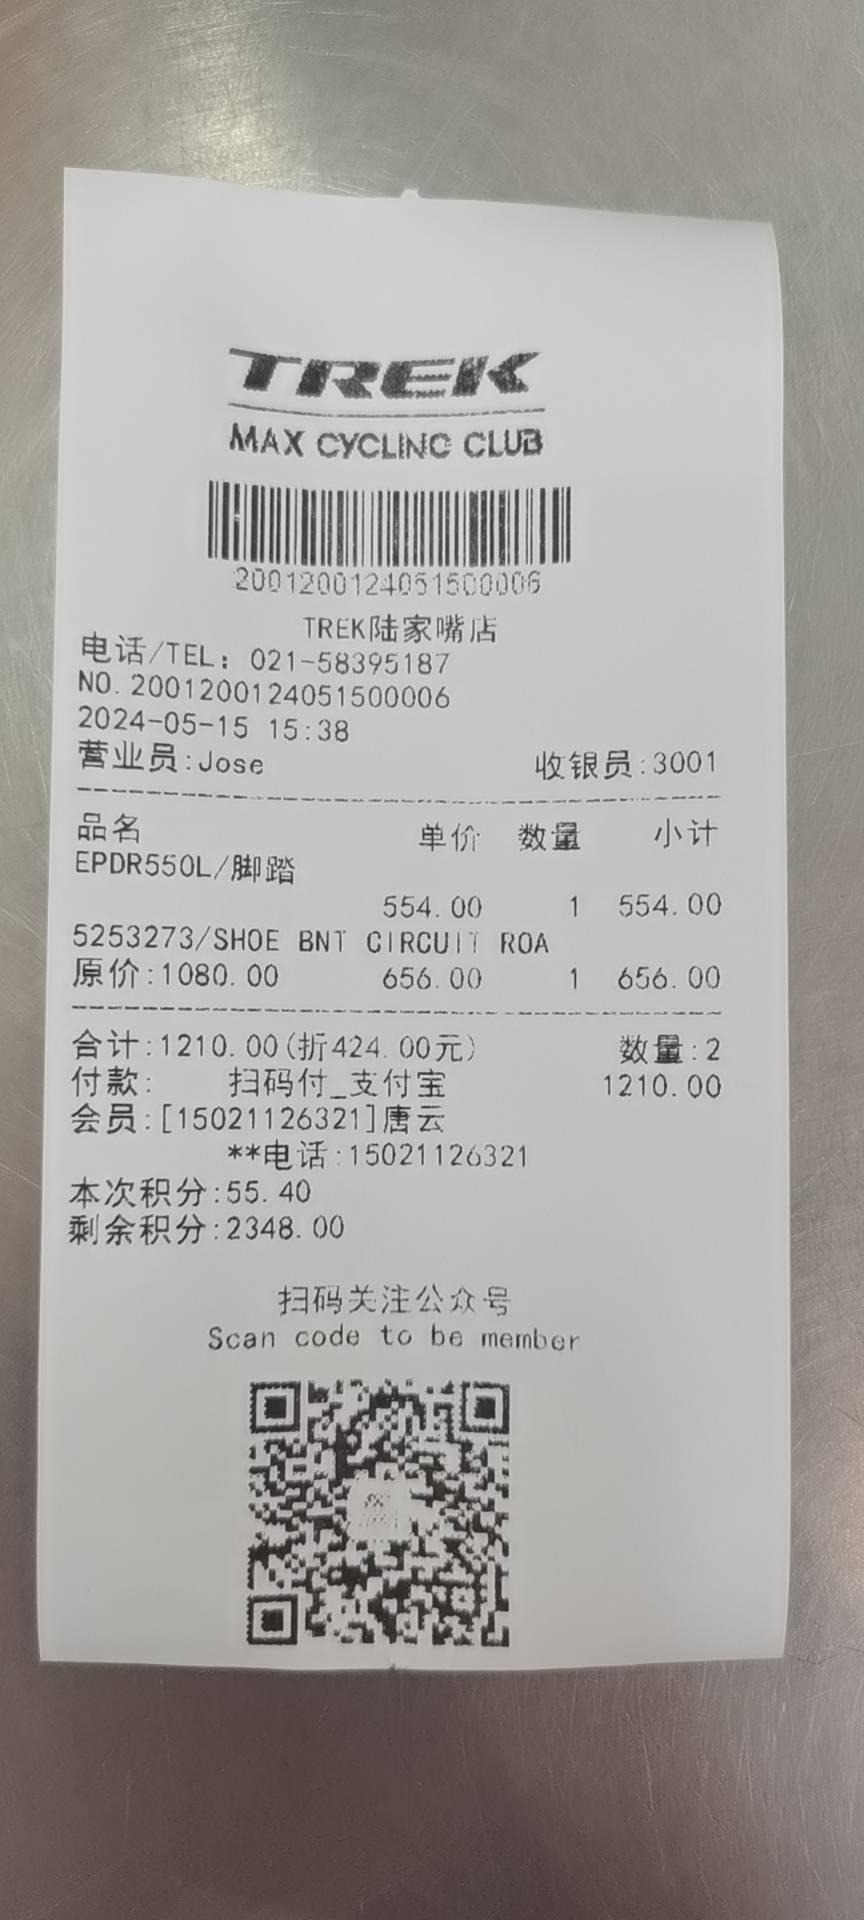 TREK
MAX CYCLING CLUB
2001200124051500006
TREK陆家嘴店
电话/TEL: 021-58395187
NO.2001200124051500006
2024-05-15 15:38
营业员:Jose 收银员:3001
品名 单价 数量 小计
EPDR550L/脚踏
554.00 1 554.00
5253273/SHOE BNT CIRCUIT ROA
原价:1080.00 656.00 1 656.00
合计:1210.00(折424.00元) 数量:2
付款: 扫码付_支付宝 1210.00
会员:[15021126321]唐云
**电话:15021126321
本次积分:55.40
剩余积分:2348.00
扫码关注公众号
Scan code to be member